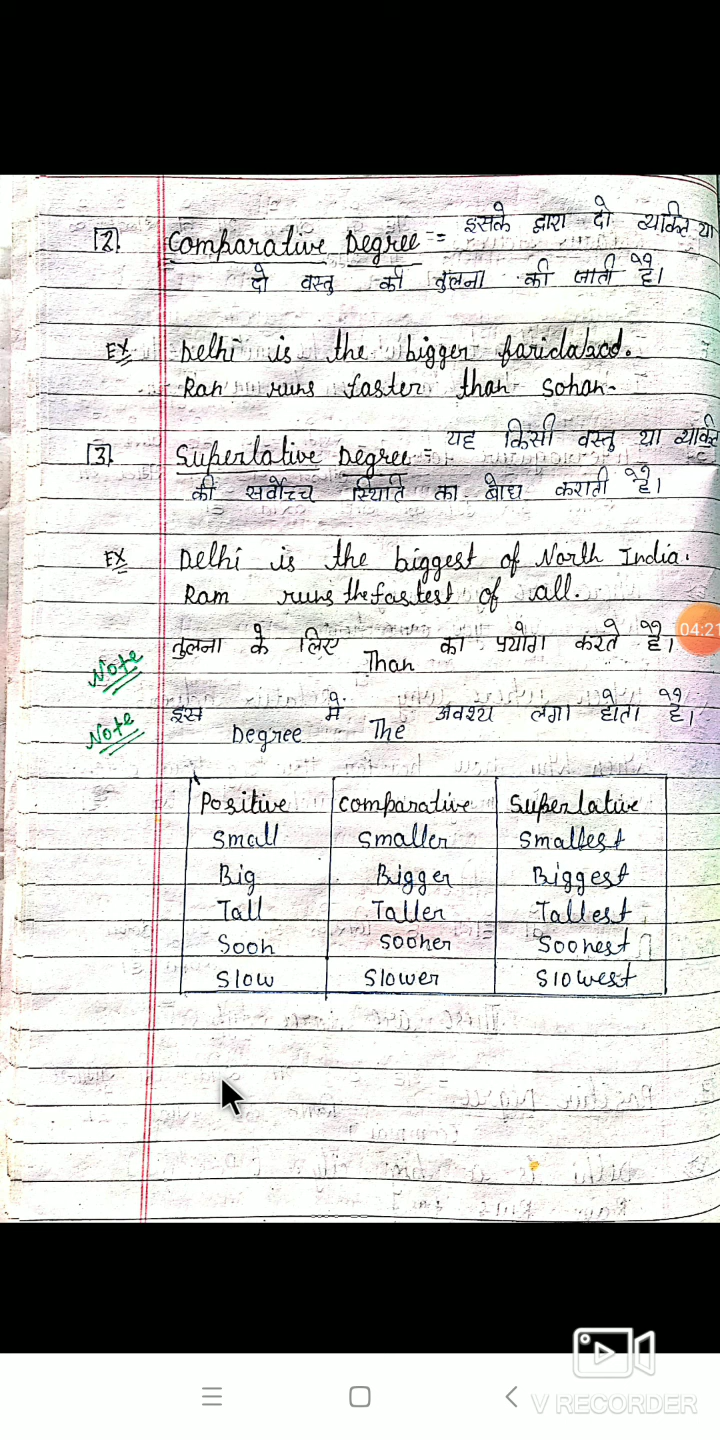 [2] Comparative Degree = इसके द्वारा दो व्यक्ति या
दो वस्तु की तुलना की जाती है।
Ex Delhi is the bigger faridabad.
Ran runs faster than Sohan.
[3] Superlative Degree = यह किसी वस्तु या व्यक्ति
की सर्वोच्च स्थिति का बोध कराती है।
Ex Delhi is the biggest of North India.
Ram runs the fastest of all.
04:21
Note तुलना के लिए Than का प्रयोग करते है।
Note इस Degree में The अवश्य लगा होता है।
Positive Comparative Superlative
Small Smaller Smallest
Big Bigger Biggest
Tall Taller Tallest
Soon Sooner Soonest
Slow Slower Slowest
V RECORDER